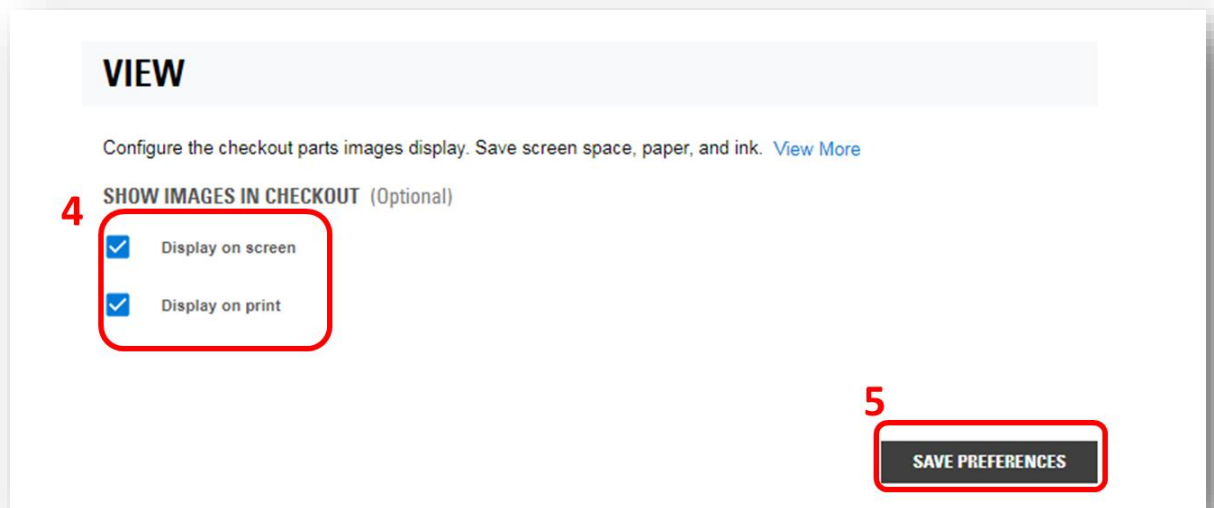 VIEW
Configure the checkout parts images display. Save screen space, paper, and ink. View More
SHOW IMAGES IN CHECKOUT (Optional)
4
Display on screen
Display on print
5
SAVE PREFERENCES